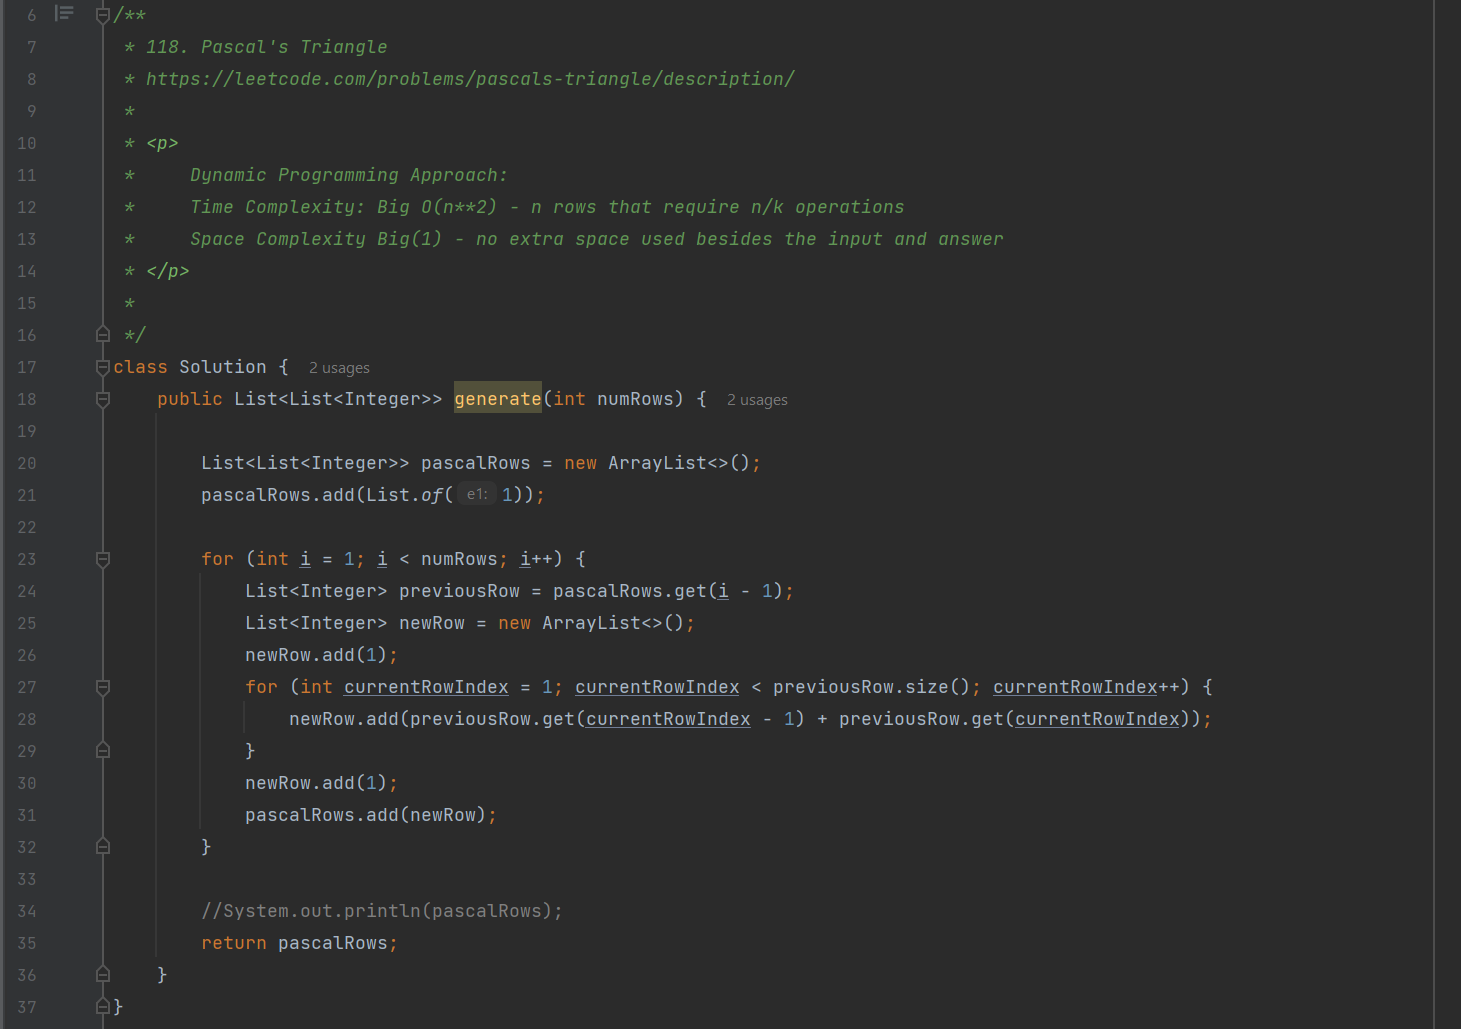 6 /**
7 * 118. Pascal's Triangle
8 * https://leetcode.com/problems/pascals-triangle/description/
9 *
10 * <p>
11 *     Dynamic Programming Approach:
12 *     Time Complexity: Big O(n**2) - n rows that require n/k operations
13 *     Space Complexity Big(1) - no extra space used besides the input and answer
14 * </p>
15 *
16 */
17 class Solution { 2 usages
18     public List<List<Integer>> generate(int numRows) { 2 usages
19
20         List<List<Integer>> pascalRows = new ArrayList<>();
21         pascalRows.add(List.of( e1: 1));
22
23         for (int i = 1; i < numRows; i++) {
24             List<Integer> previousRow = pascalRows.get(i - 1);
25             List<Integer> newRow = new ArrayList<>();
26             newRow.add(1);
27             for (int currentRowIndex = 1; currentRowIndex < previousRow.size(); currentRowIndex++) {
28                 newRow.add(previousRow.get(currentRowIndex - 1) + previousRow.get(currentRowIndex));
29             }
30             newRow.add(1);
31             pascalRows.add(newRow);
32         }
33
34         //System.out.println(pascalRows);
35         return pascalRows;
36     }
37 }